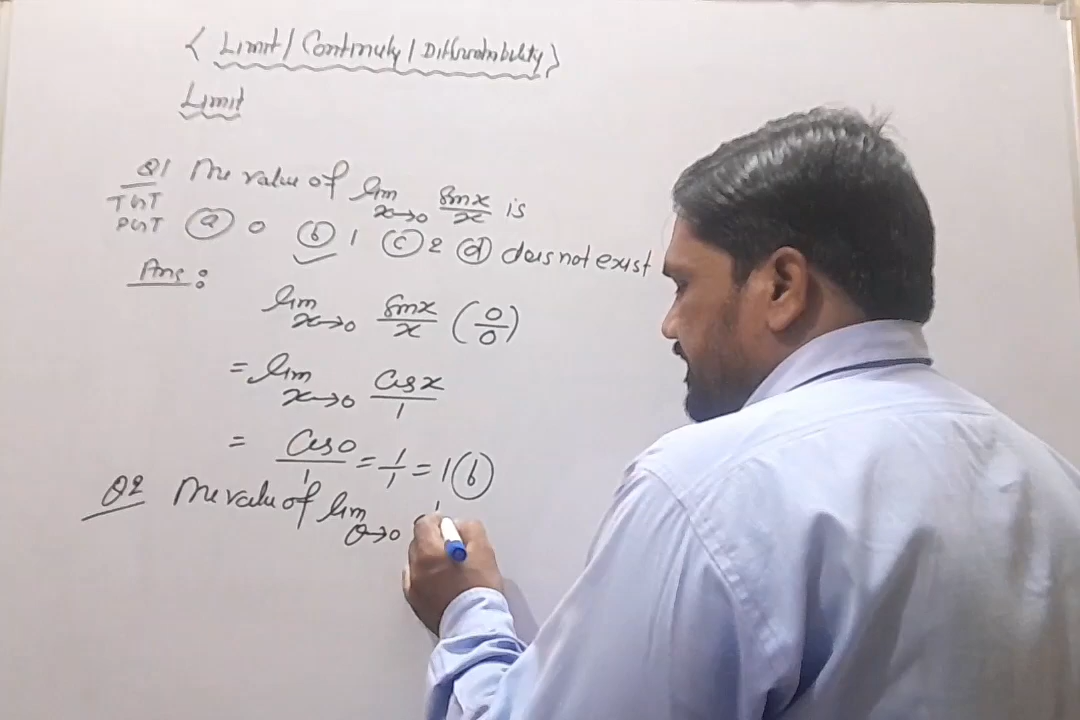 < Limit / Continuity / Differentiability >
Limit
Q1 The value of lim x→0 sinx/x is
TGT
PGT (a) 0 (b) 1 (c) 2 (d) does not exist
Ans:
lim x→0 sinx/x (0/0)
= lim x→0 cosx/1
= cos0/1 = 1/1 = 1 (b)
Q2 The value of lim θ→0